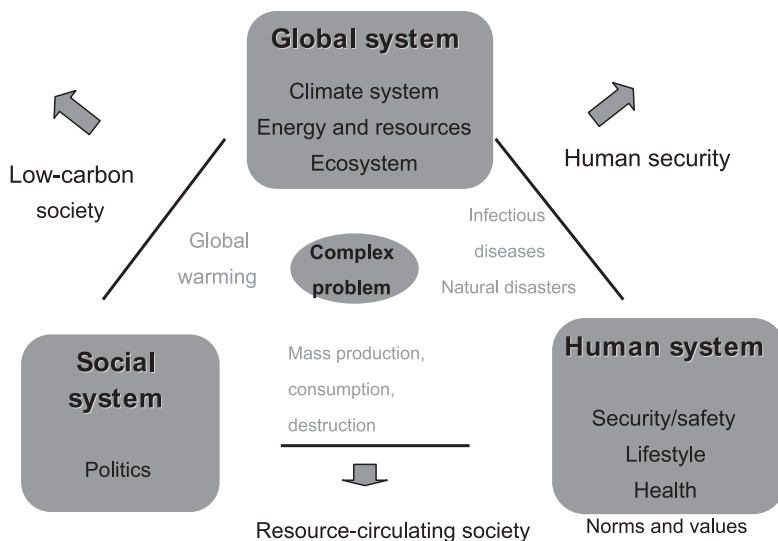 Global system
Climate system
Energy and resources
Ecosystem
Low-carbon
society
Human security
Global
warming
Complex
problem
Infectious
diseases
Natural disasters
Social
system
Politics
Mass production,
consumption,
destruction
Human system
Security/safety
Lifestyle
Health
Norms and values
Resource-circulating society